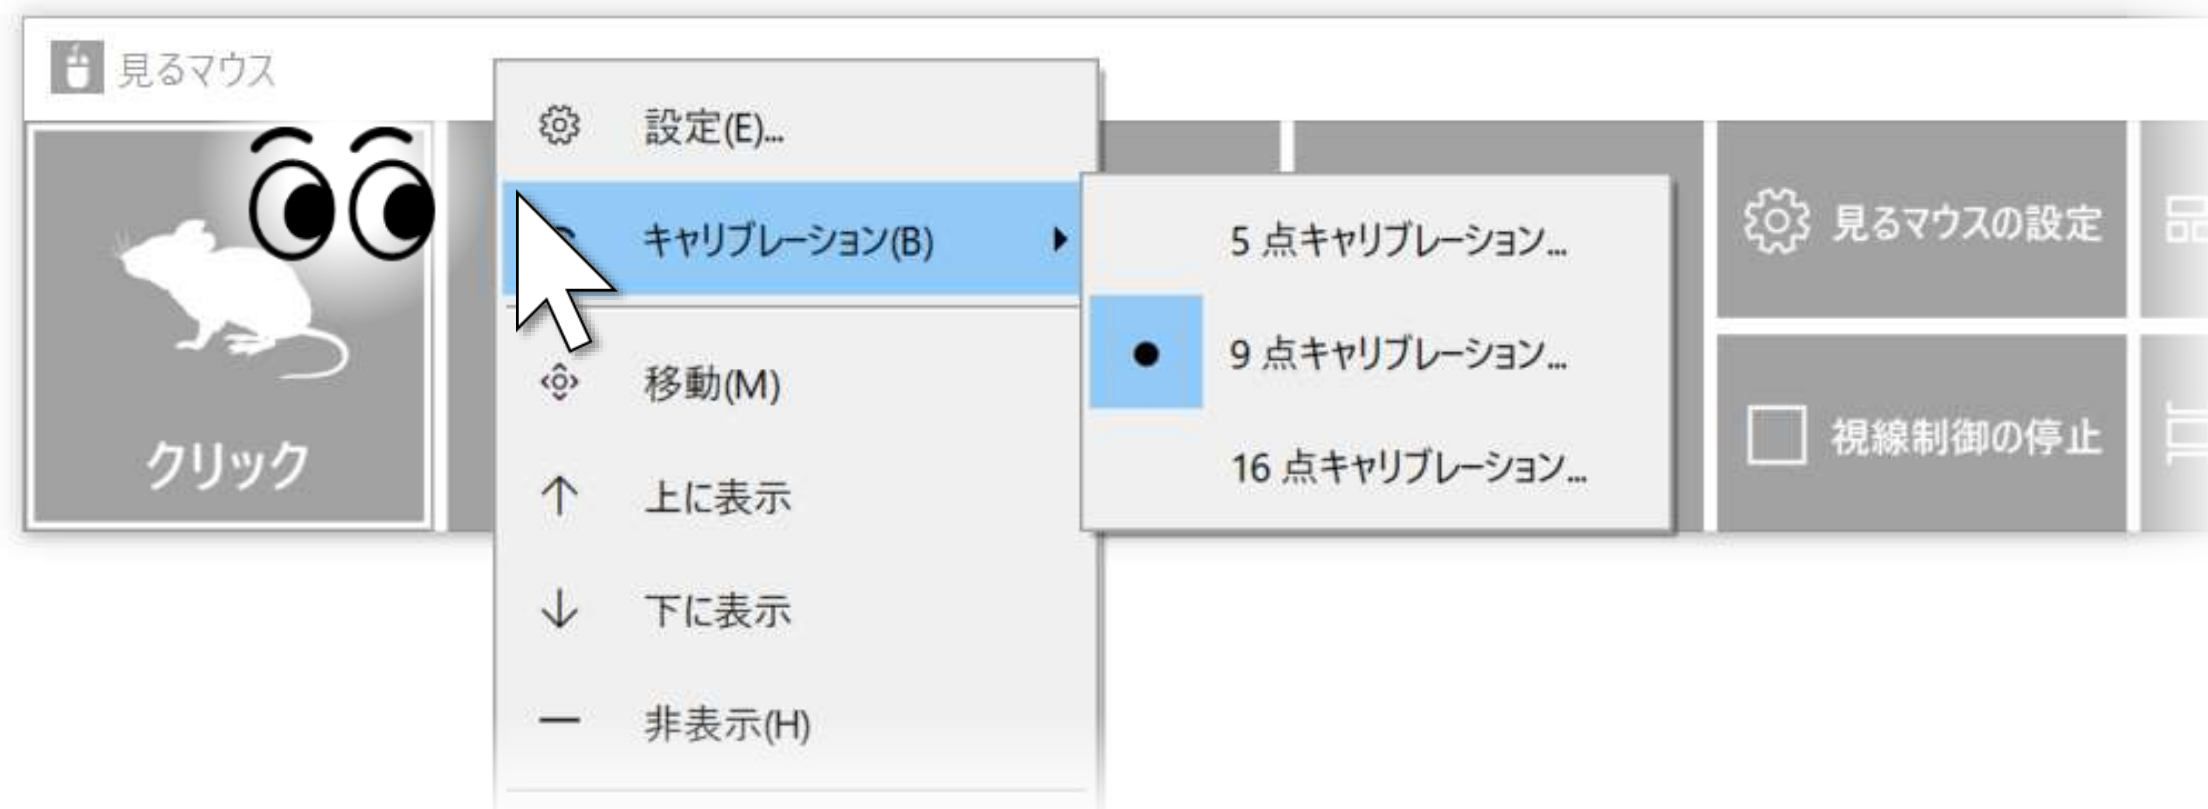 見るマウス
クリック
設定(E)...
キャリブレーション(B)
移動(M)
上に表示
下に表示
非表示(H)
5 点キャリブレーション...
9 点キャリブレーション...
16 点キャリブレーション...
見るマウスの設定
視線制御の停止